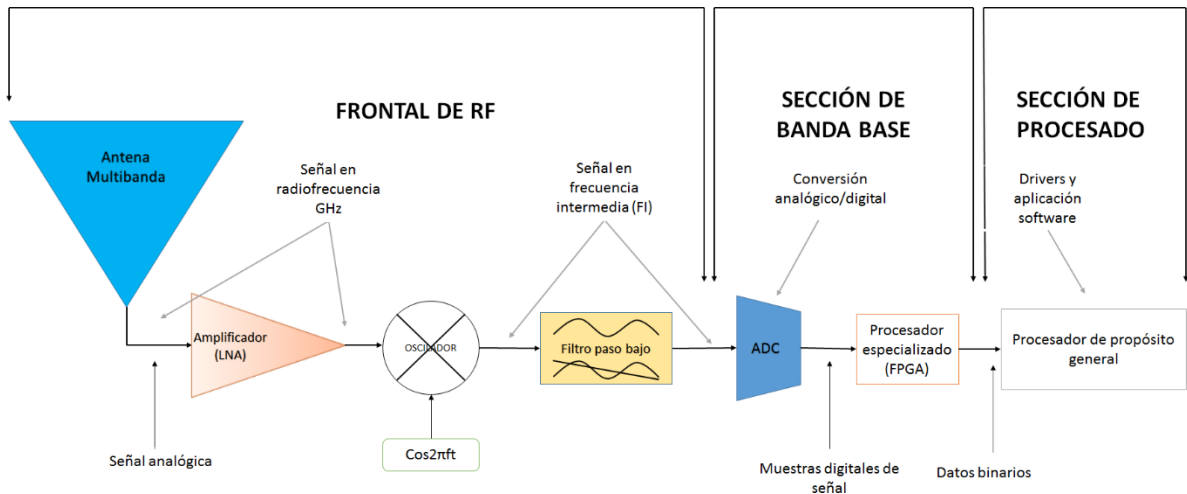 FRONTAL DE RF
SECCIÓN DE
BANDA BASE
SECCIÓN DE
PROCESADO
Antena
Multibanda
Señal en
radiofrecuencia
GHz
Señal en
frecuencia
intermedia (FI)
Conversión
analógico/digital
Drivers y
aplicación
software
Amplificador
(LNA)
OSCILADOR
Filtro paso bajo
ADC
Procesador
especializado
(FPGA)
Procesador de propósito
general
Cos2πft
Señal analógica
Muestras digitales de
señal
Datos binarios